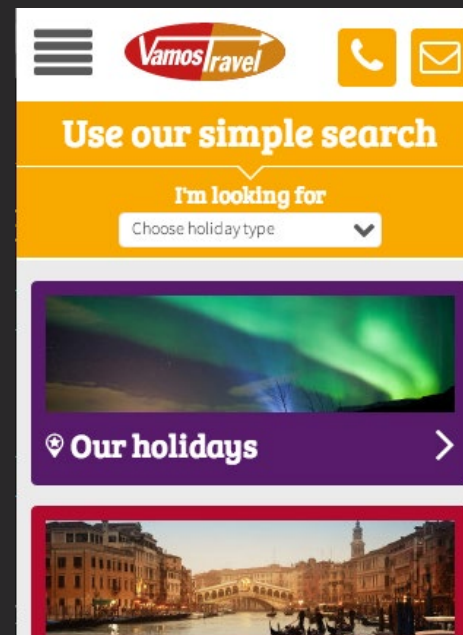 Vamos Travel
Use our simple search
I'm looking for
Choose holiday type
Our holidays